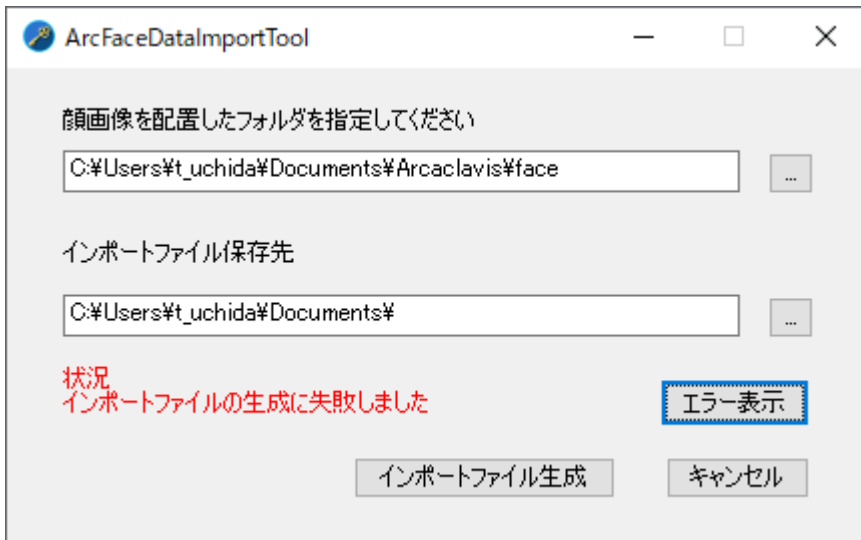 ArcFaceDataImportTool
顔画像を配置したフォルダを指定してください
C:¥Users¥t_uchida¥Documents¥Arcaclavis¥face
...
インポートファイル保存先
C:¥Users¥t_uchida¥Documents¥
...
状況
インポートファイルの生成に失敗しました
エラー表示
インポートファイル生成
キャンセル